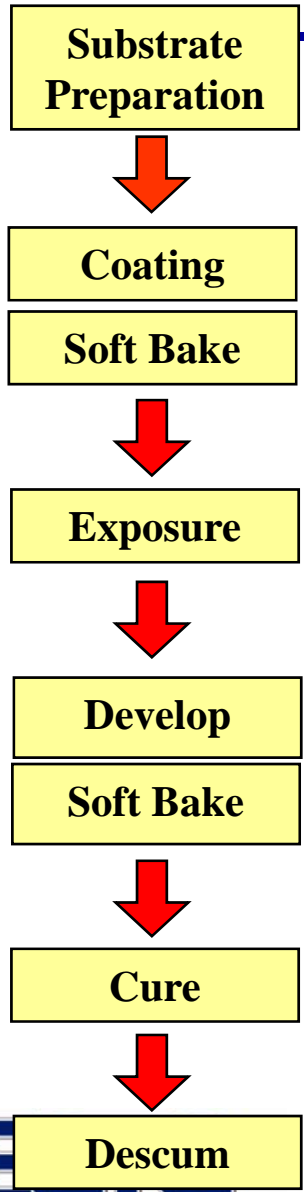 Substrate
Preparation
Coating
Soft Bake
Exposure
Develop
Soft Bake
Cure
Descum